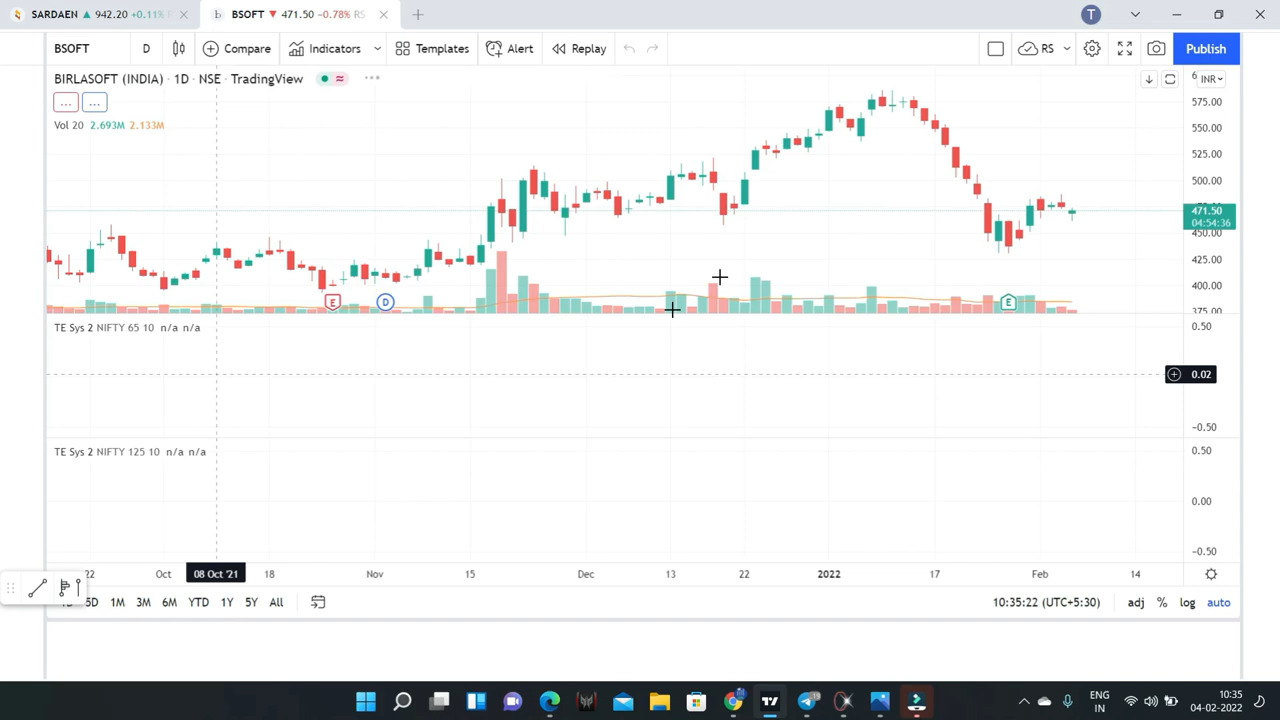 SARDAEN ▲ 942.20 +0.11%
BSOFT ▼ 471.50 −0.78% RS
T
BSOFT D Compare Indicators Templates Alert Replay RS Publish
BIRLASOFT (INDIA) · 1D · NSE · TradingView
... ...
Vol 20 2.693M 2.133M
INR
575.00
550.00
525.00
500.00
471.50
04:54:36
450.00
425.00
400.00
375.00
E D E
TE Sys 2 NIFTY 65 10 n/a n/a
0.50
0.02
−0.50
TE Sys 2 NIFTY 125 10 n/a n/a
0.50
0.00
−0.50
22 Oct 08 Oct '21 18 Nov 15 Dec 13 22 2022 17 Feb 14
5D 1M 3M 6M YTD 1Y 5Y All
10:35:22 (UTC+5:30) adj % log auto
ENG
IN
10:35
04-02-2022